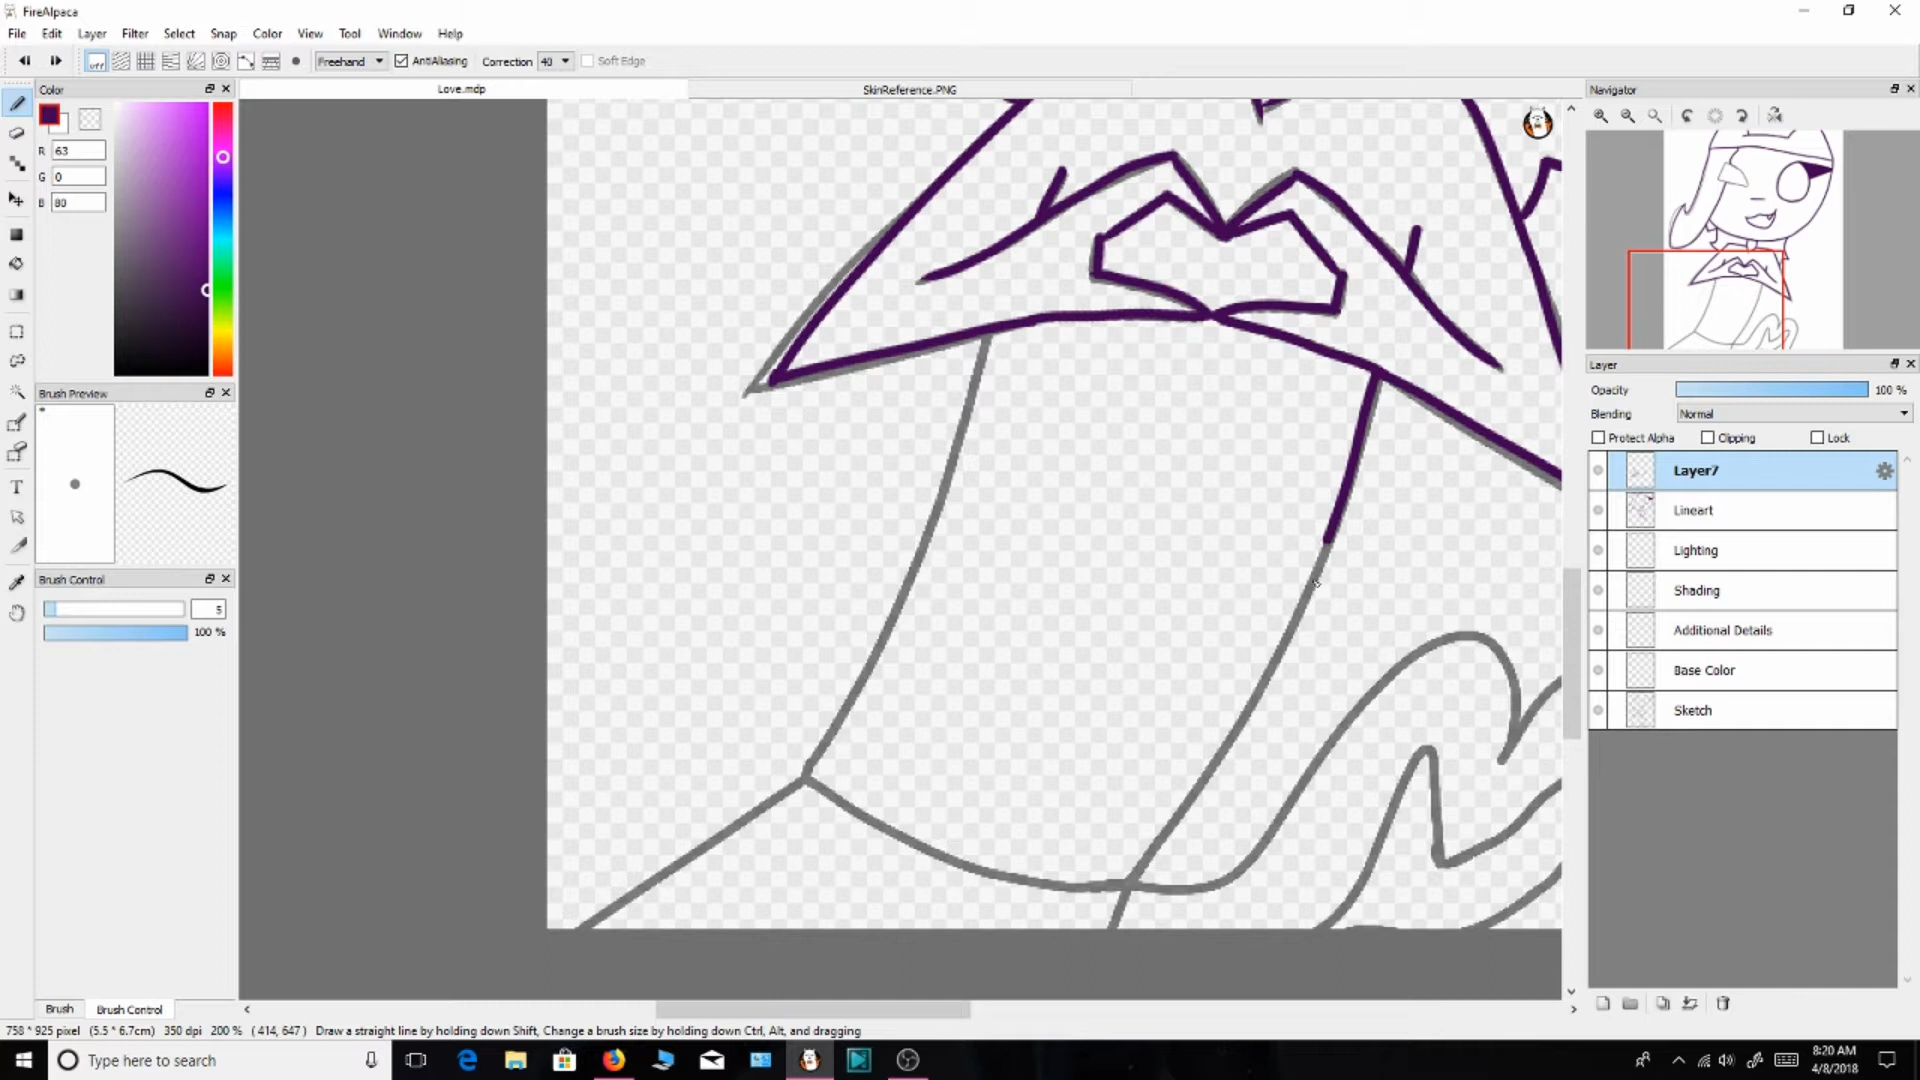 FireAlpaca
File Edit Layer Filter Select Snap Color View Tool Window Help
off Freehand AntiAliasing Correction 40 Soft Edge
Color
Love.mdp
SkinReference.PNG
Navigator
R 63
G 0
B 80
Brush Preview
Brush Control
5
100 %
Layer
Opacity 100 %
Blending Normal
Protect Alpha Clipping Lock
Layer7
Lineart
Lighting
Shading
Additional Details
Base Color
Sketch
T
Brush Brush Control
758 * 925 pixel (5.5 * 6.7cm) 350 dpi 200 % ( 414, 647 ) Draw a straight line by holding down Shift, Change a brush size by holding down Ctrl, Alt, and dragging
Type here to search
8:20 AM
4/8/2018